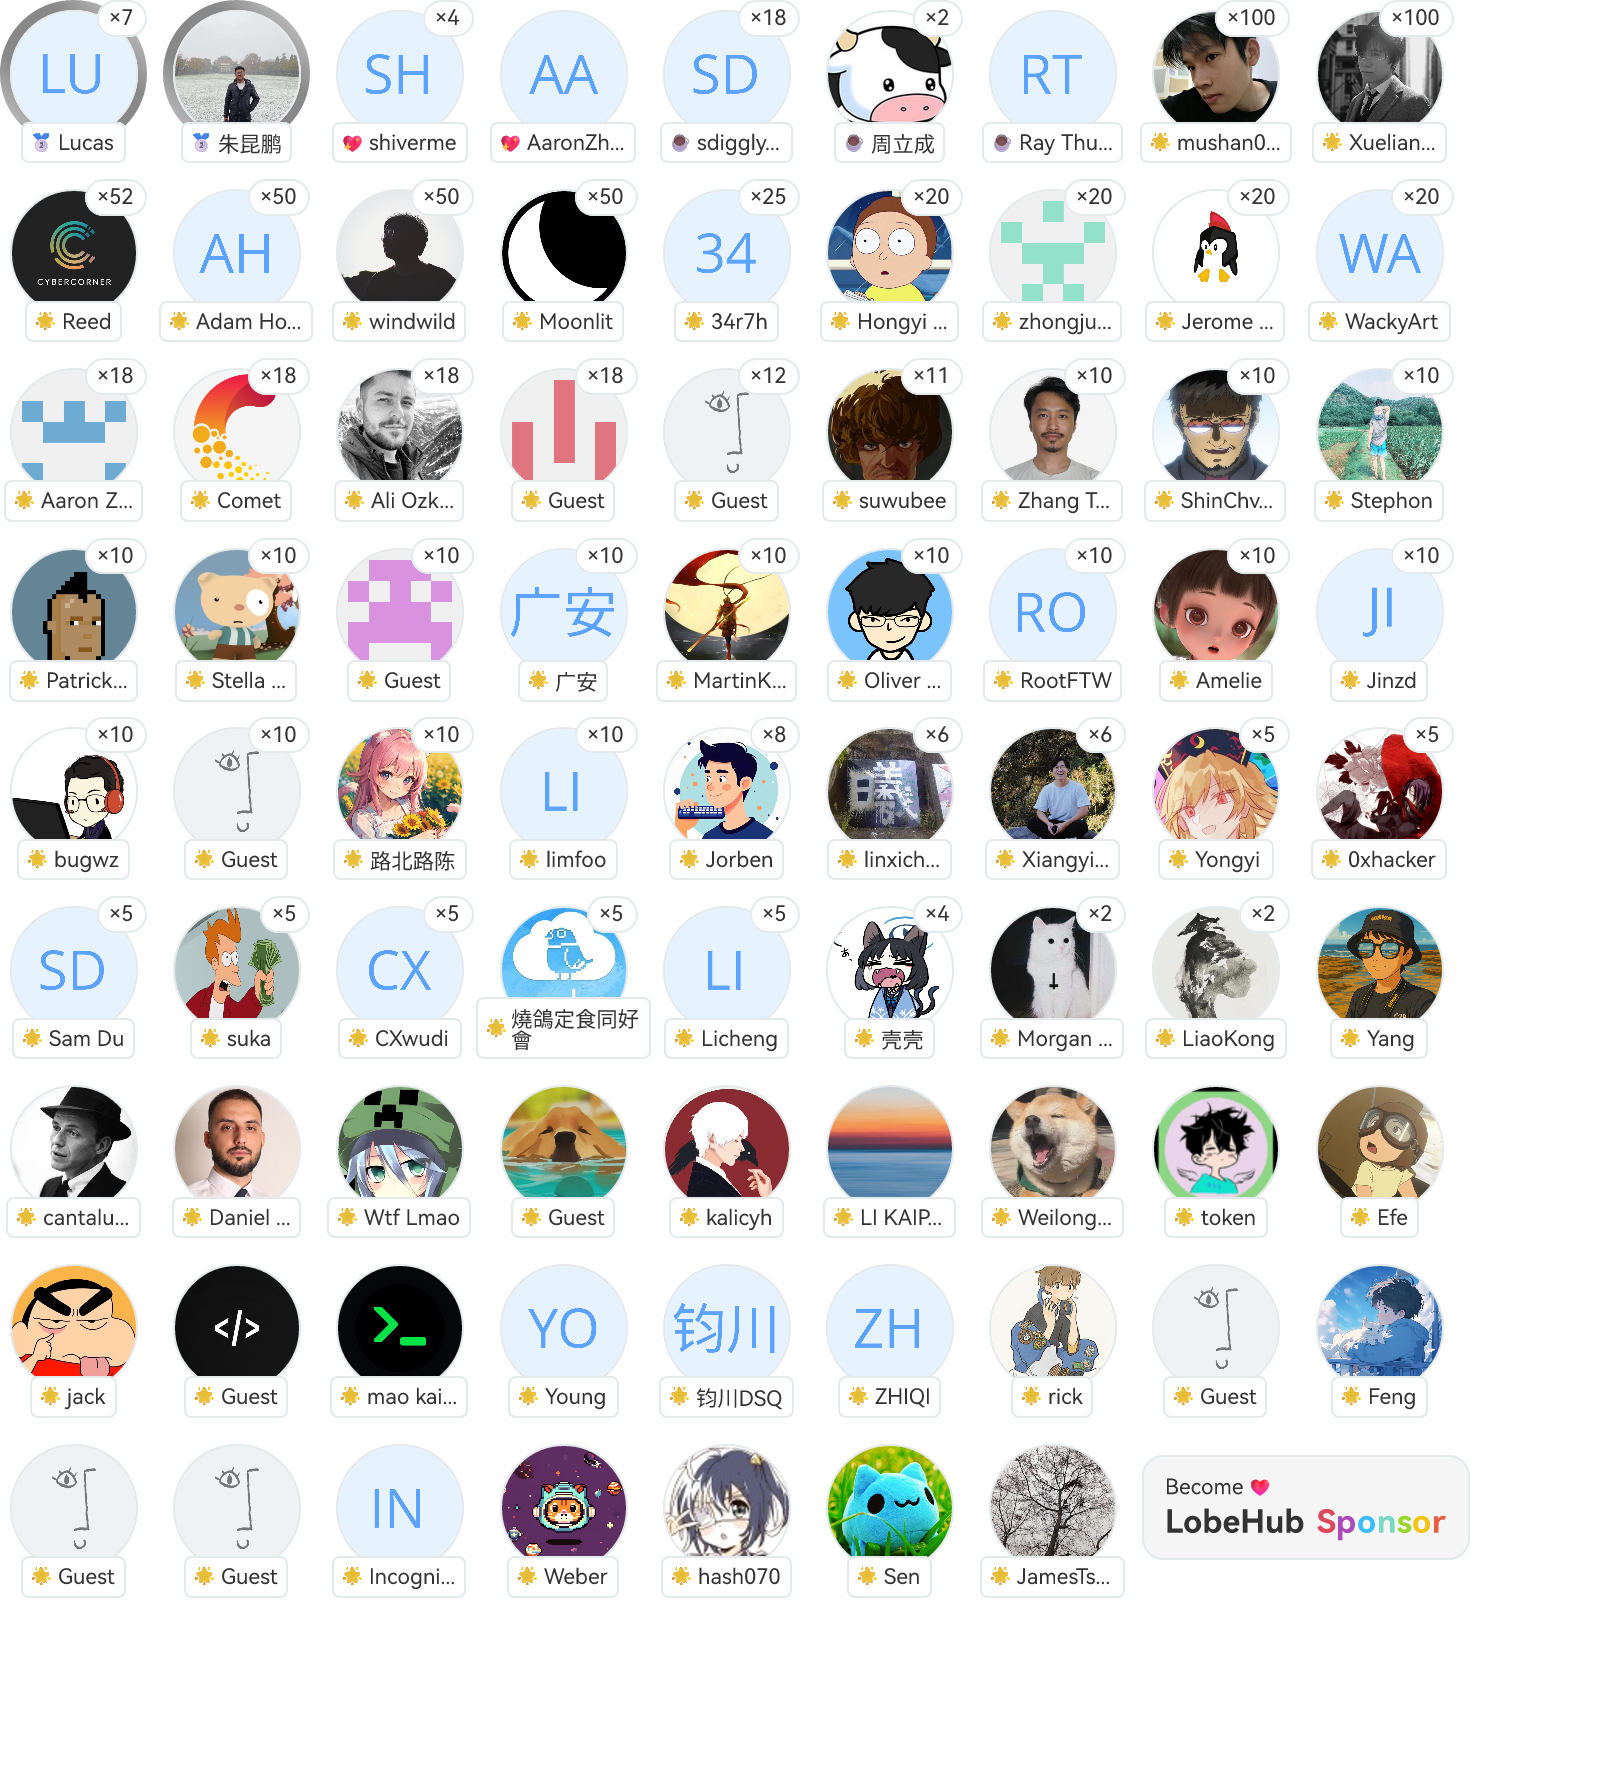 ×7
×4
×18
×2
×100
×100
LU
SH
AA
SD
RT
Lucas
朱昆鹏
shiverme
AaronZh...
sdiggly...
周立成
Ray Thu...
mushan0...
Xuelian...
×52
×50
×50
×50
×25
×20
×20
×20
×20
CYBERCORNER
AH
34
WA
Reed
Adam Ho...
windwild
Moonlit
34r7h
Hongyi ...
zhongju...
Jerome ...
WackyArt
×18
×18
×18
×18
×12
×11
×10
×10
×10
Aaron Z...
Comet
Ali Ozk...
Guest
Guest
suwubee
Zhang T...
ShinChv...
Stephon
×10
×10
×10
×10
×10
×10
×10
×10
×10
广安
RO
JI
Patrick...
Stella ...
Guest
广安
MartinK...
Oliver ...
RootFTW
Amelie
Jinzd
×10
×10
×10
×10
×8
×6
×6
×5
×5
LI
bugwz
Guest
路北路陈
limfoo
Jorben
linxich...
Xiangyi...
Yongyi
0xhacker
×5
×5
×5
×5
×5
×4
×2
×2
SD
CX
LI
Sam Du
suka
CXwudi
燒鴿定食同好
會
Licheng
壳壳
Morgan ...
LiaoKong
Yang
cantalu...
Daniel ...
Wtf Lmao
Guest
kalicyh
LI KAIP...
Weilong...
token
Efe
</>
>_
YO
钧川
ZH
jack
Guest
mao kai...
Young
钧川DSQ
ZHIQI
rick
Guest
Feng
IN
Guest
Guest
Incogni...
Weber
hash070
Sen
JamesTs...
Become
LobeHub Sponsor